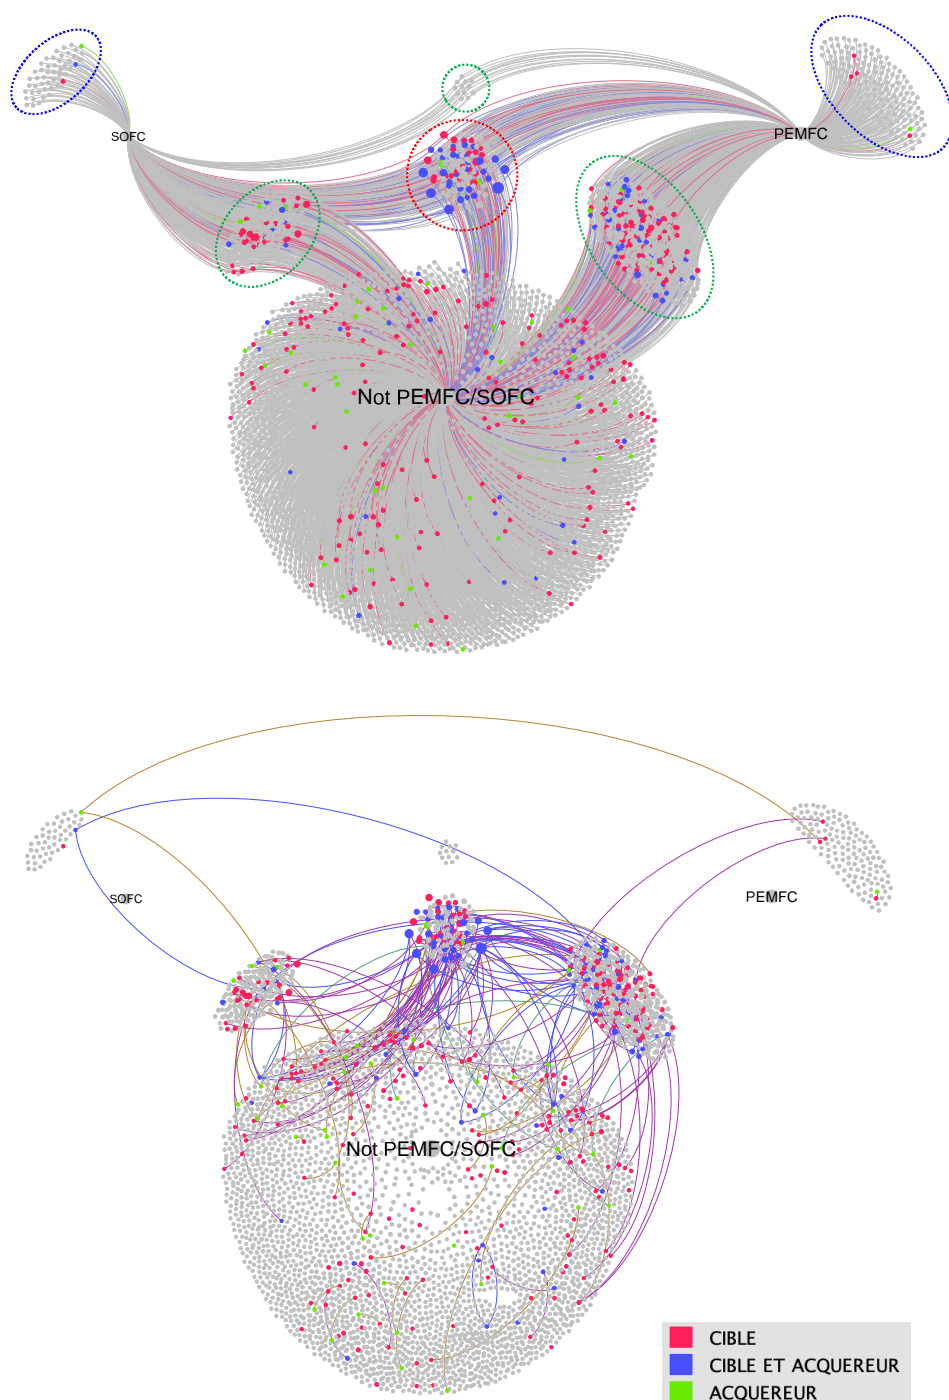 SOFC
PEMFC
Not PEMFC/SOFC
SOFC
PEMFC
Not PEMFC/SOFC
CIBLE
CIBLE ET ACQUEREUR
ACQUEREUR